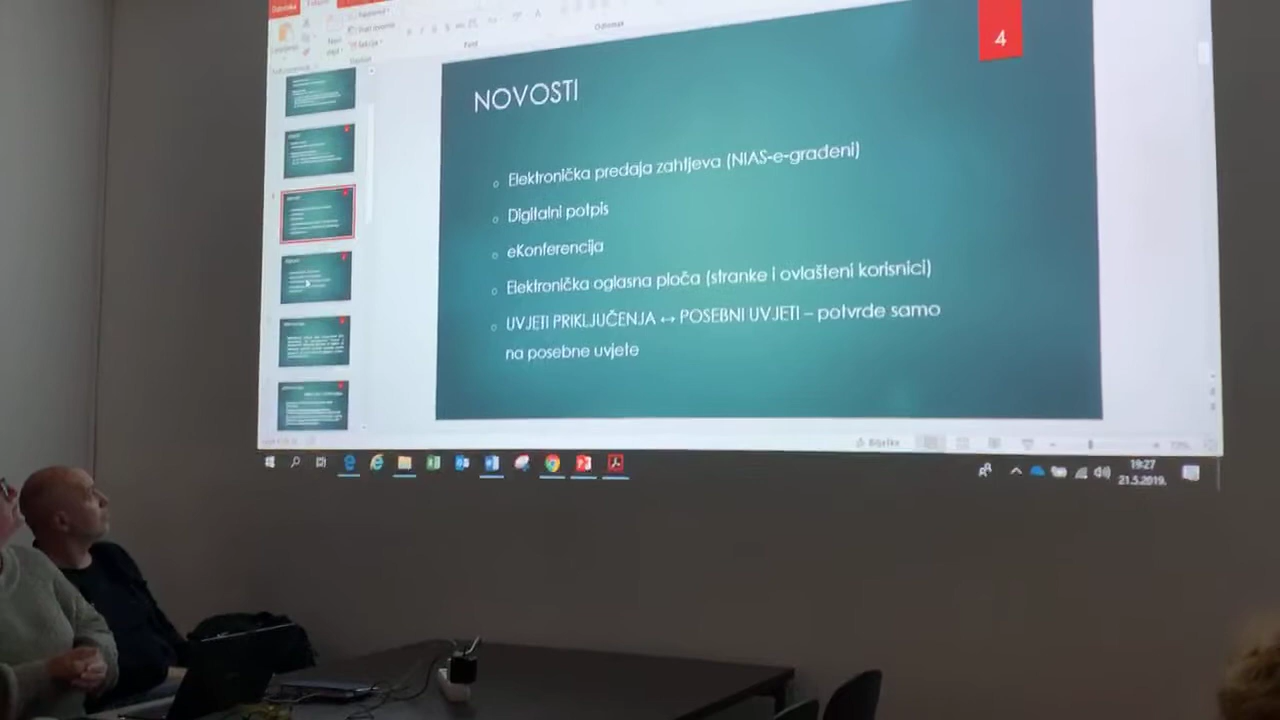 4
NOVOSTI
Elektronička predaja zahtjeva (NIAS-e-građeni)
Digitalni potpis
eKonferencija
Elektronička oglasna ploča (stranke i ovlašteni korisnici)
UVJETI PRIKLJUČENJA ↔ POSEBNI UVJETI – potvrde samo
na posebne uvjete
Bilješke
19:27
21.5.2019.